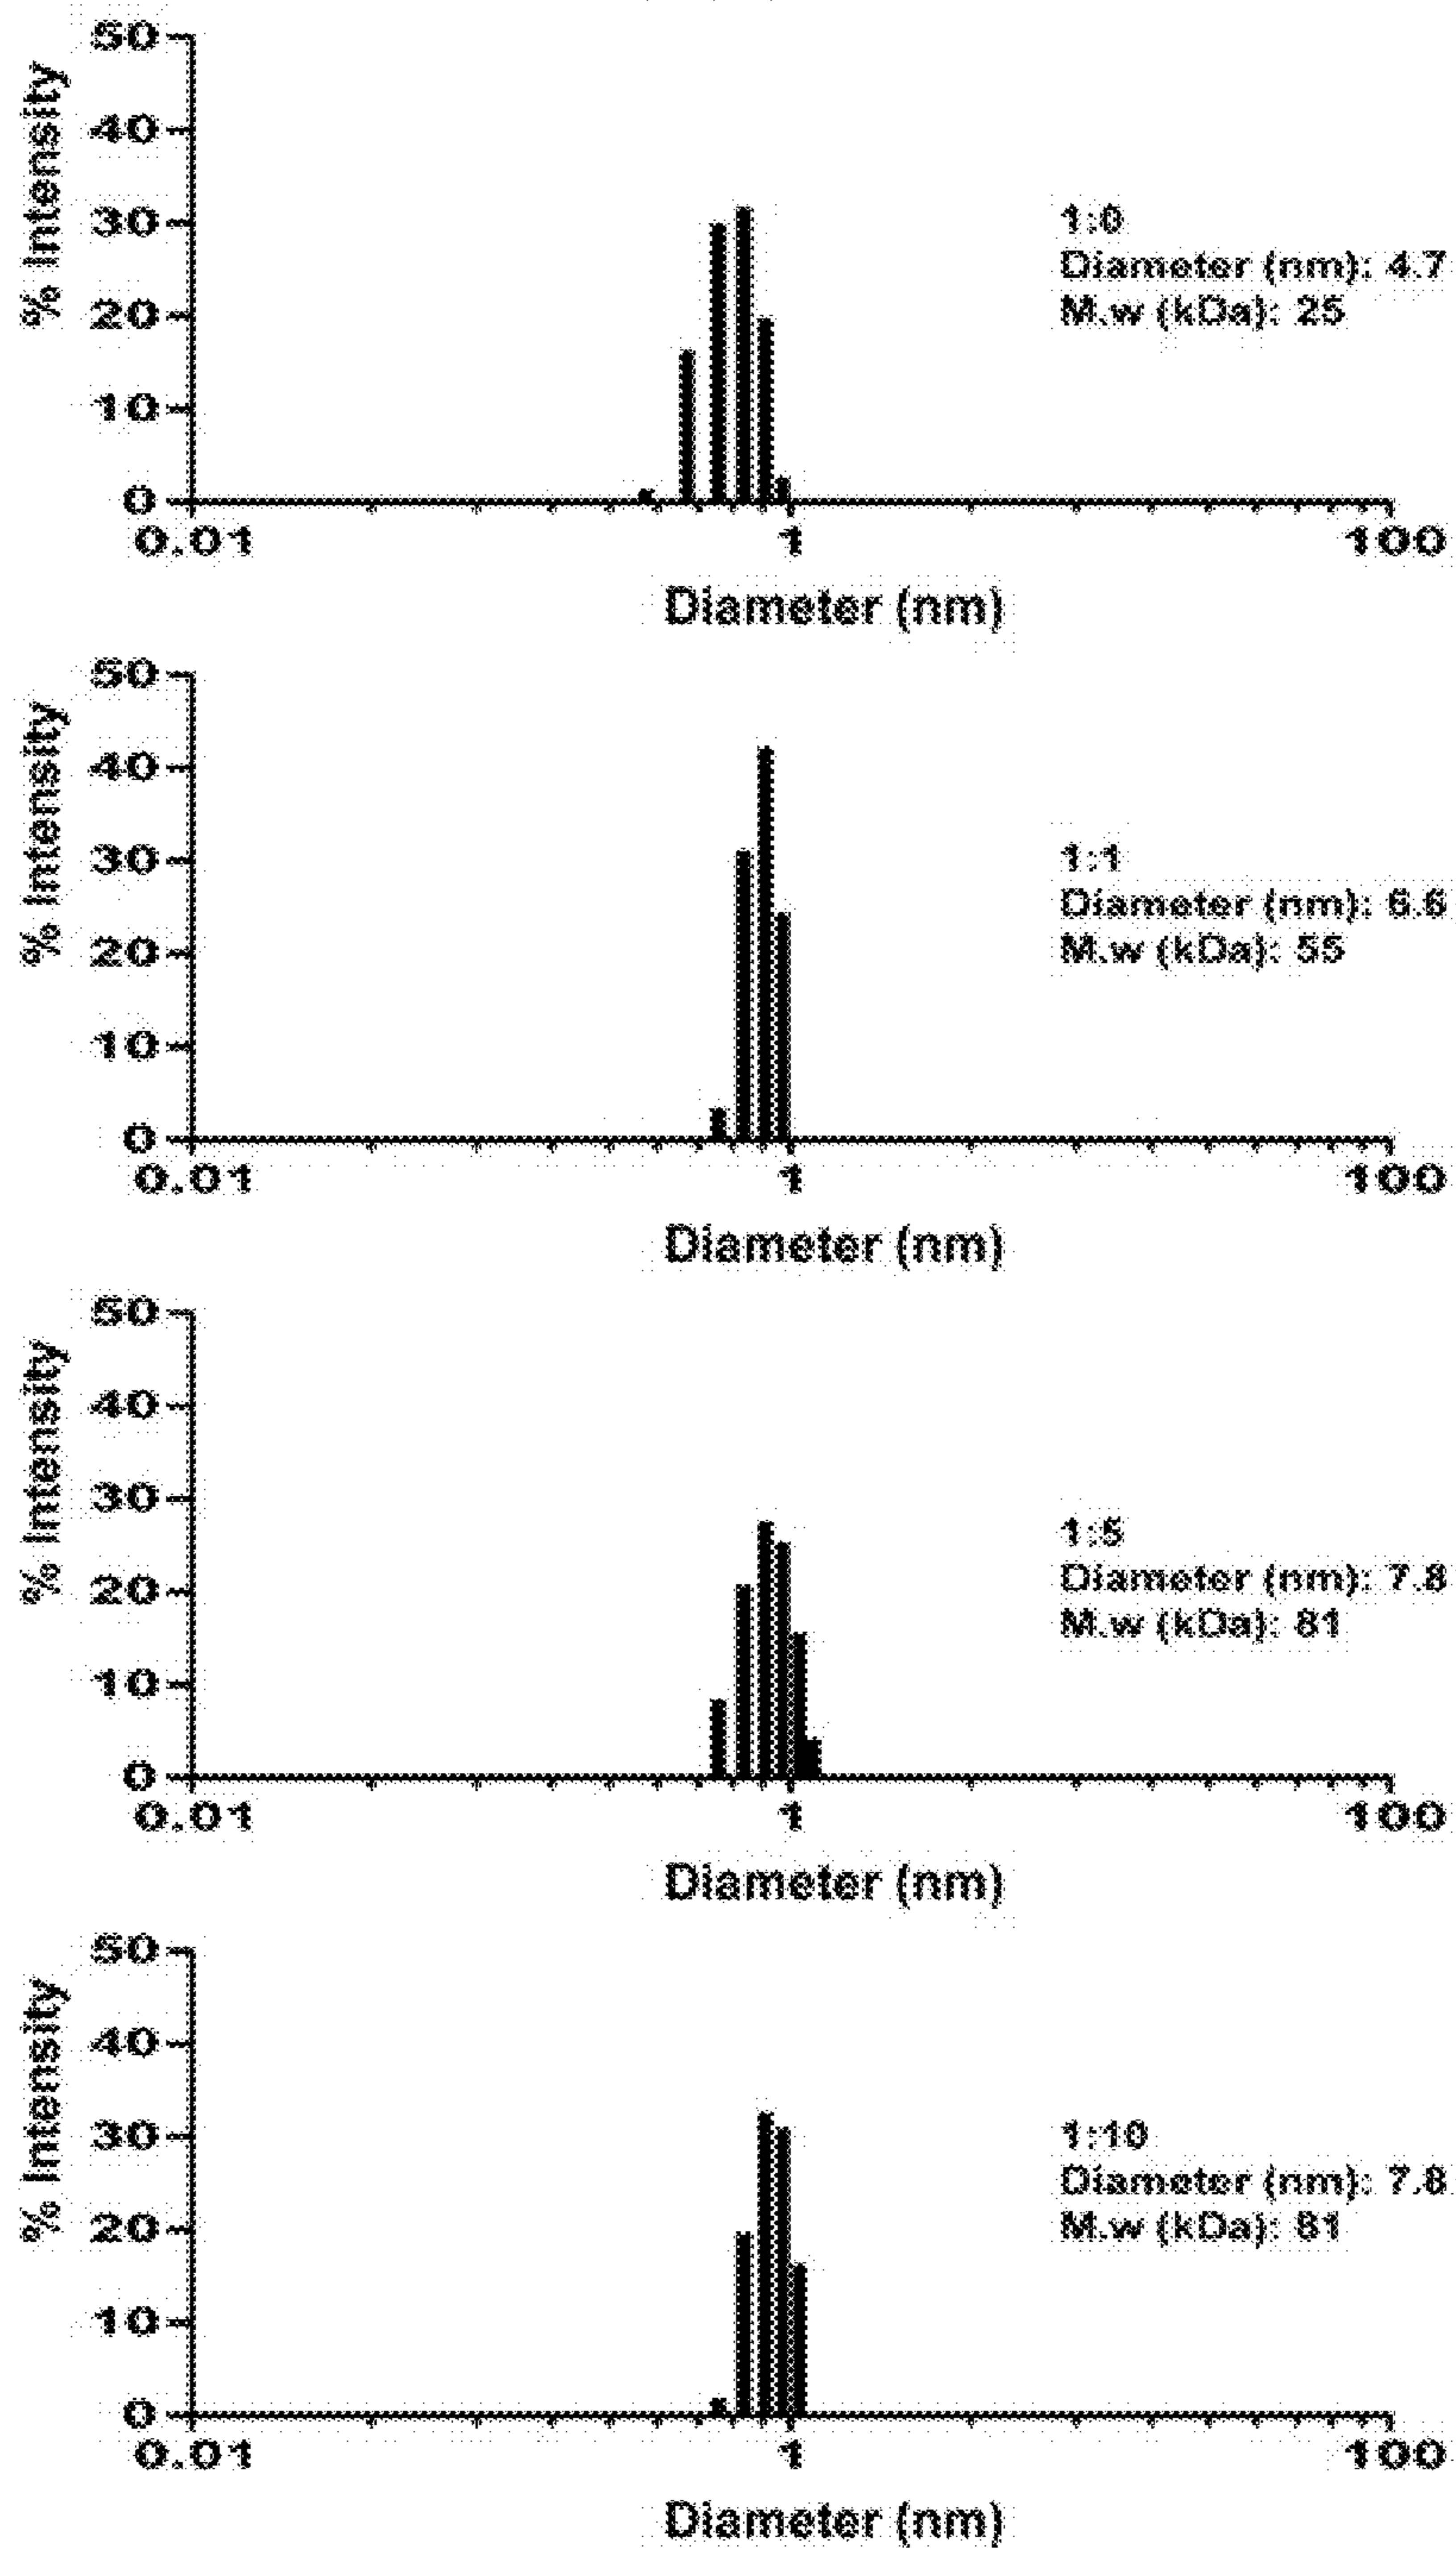 50
40
30
20
10
0
% Intensity
1:0
Diameter (nm): 4.7
M.w (kDa): 25
0.01 1 100
Diameter (nm)
50
40
30
20
10
0
% Intensity
1:1
Diameter (nm): 6.6
M.w (kDa): 55
0.01 1 100
Diameter (nm)
50
40
30
20
10
0
% Intensity
1:5
Diameter (nm): 7.8
M.w (kDa): 81
0.01 1 100
Diameter (nm)
50
40
30
20
10
0
% Intensity
1:10
Diameter (nm): 7.8
M.w (kDa): 81
0.01 1 100
Diameter (nm)